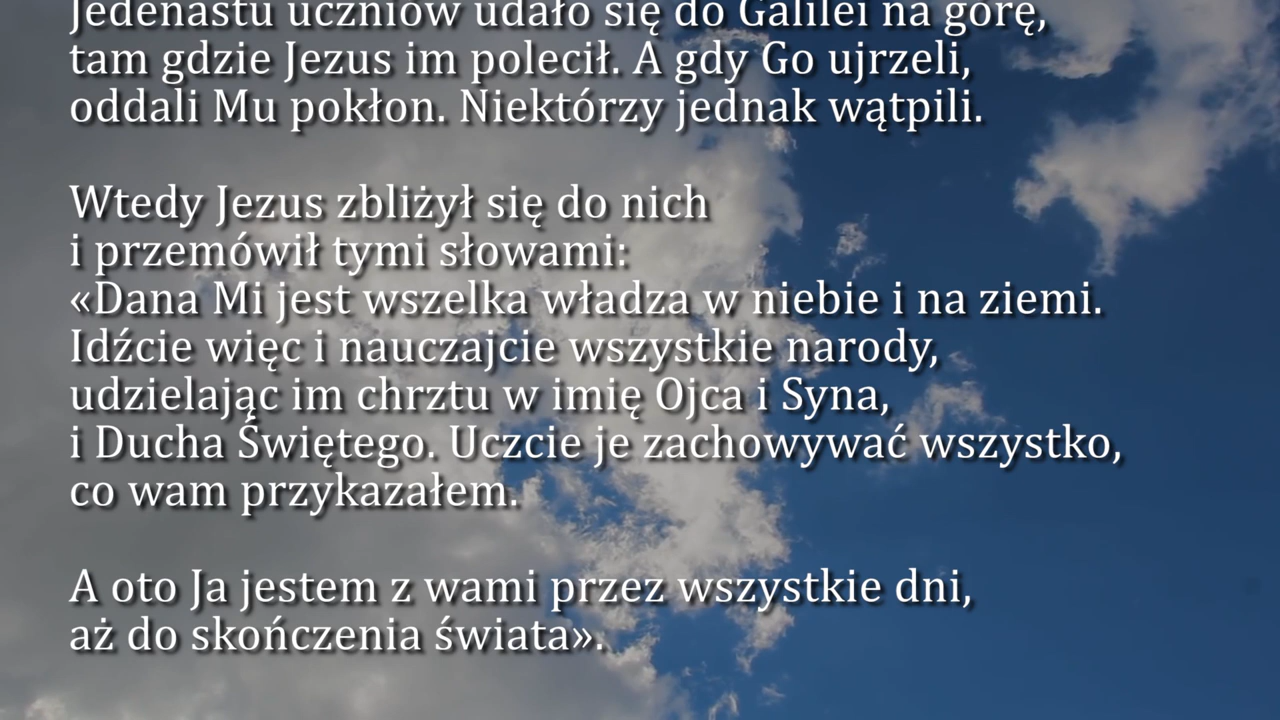 Jedenastu uczniów udało się do Galilei na górę,
tam gdzie Jezus im polecił. A gdy Go ujrzeli,
oddali Mu pokłon. Niektórzy jednak wątpili.
Wtedy Jezus zbliżył się do nich
i przemówił tymi słowami:
«Dana Mi jest wszelka władza w niebie i na ziemi.
Idźcie więc i nauczajcie wszystkie narody,
udzielając im chrztu w imię Ojca i Syna,
i Ducha Świętego. Uczcie je zachowywać wszystko,
co wam przykazałem.
A oto Ja jestem z wami przez wszystkie dni,
aż do skończenia świata».